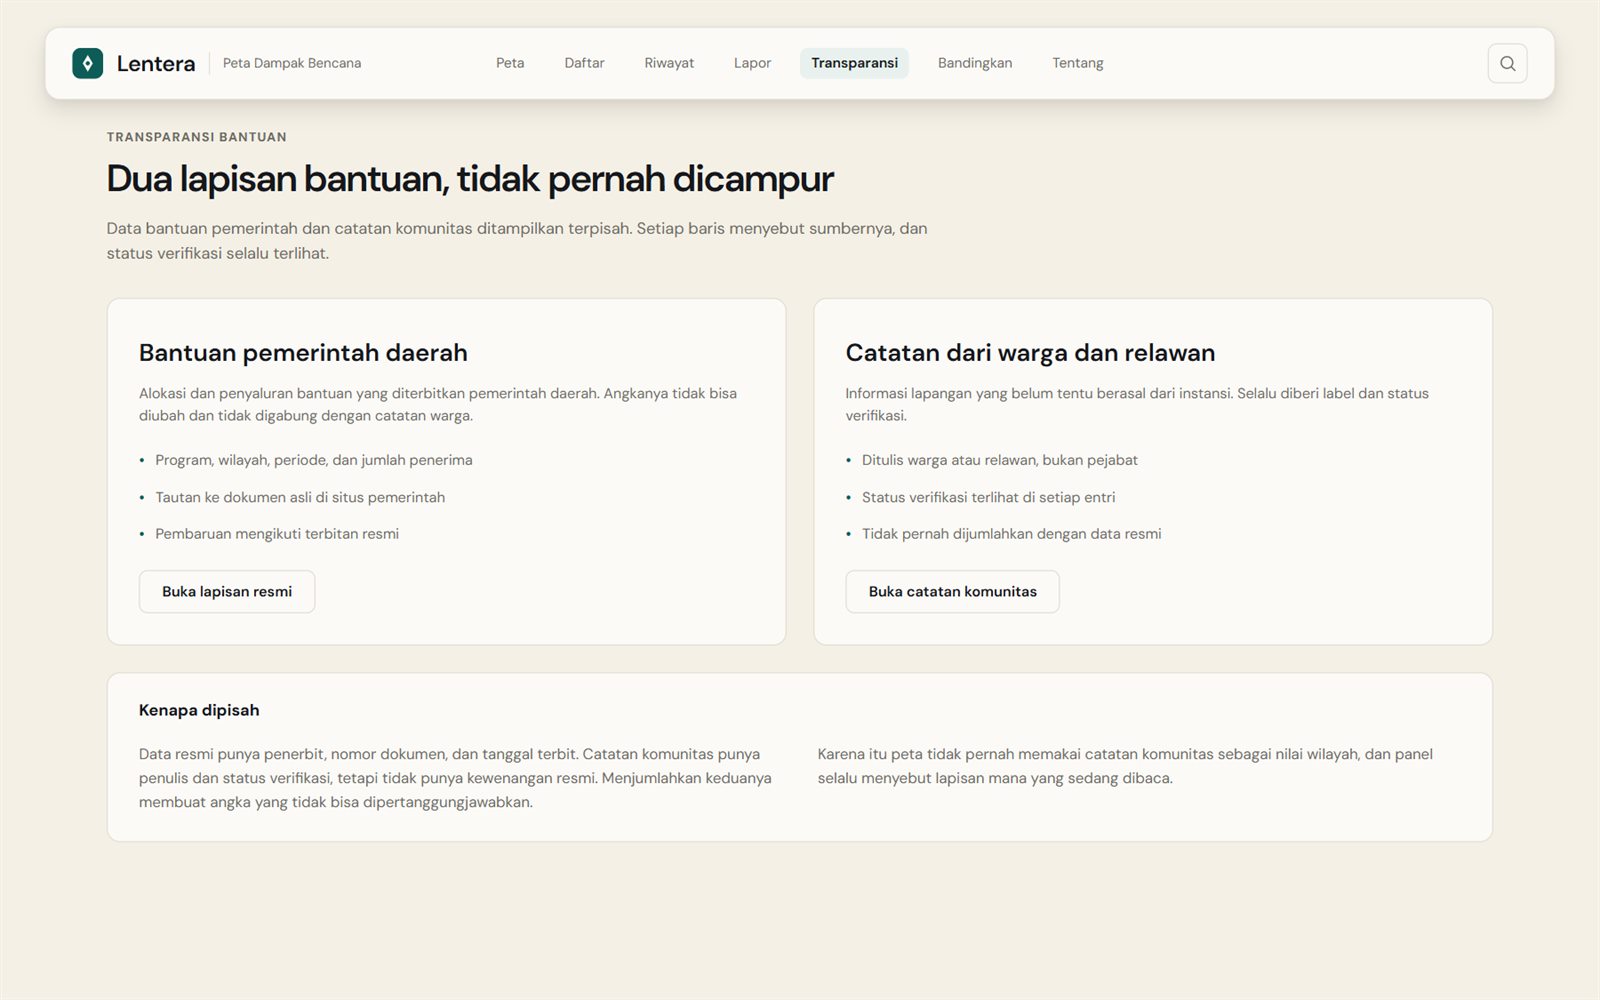 Lentera
Peta Dampak Bencana
Peta
Daftar
Riwayat
Lapor
Transparansi
Bandingkan
Tentang
TRANSPARANSI BANTUAN
Dua lapisan bantuan, tidak pernah dicampur
Data bantuan pemerintah dan catatan komunitas ditampilkan terpisah. Setiap baris menyebut sumbernya, dan
status verifikasi selalu terlihat.
Bantuan pemerintah daerah
Alokasi dan penyaluran bantuan yang diterbitkan pemerintah daerah. Angkanya tidak bisa
diubah dan tidak digabung dengan catatan warga.
• Program, wilayah, periode, dan jumlah penerima
• Tautan ke dokumen asli di situs pemerintah
• Pembaruan mengikuti terbitan resmi
Buka lapisan resmi
Catatan dari warga dan relawan
Informasi lapangan yang belum tentu berasal dari instansi. Selalu diberi label dan status
verifikasi.
• Ditulis warga atau relawan, bukan pejabat
• Status verifikasi terlihat di setiap entri
• Tidak pernah dijumlahkan dengan data resmi
Buka catatan komunitas
Kenapa dipisah
Data resmi punya penerbit, nomor dokumen, dan tanggal terbit. Catatan komunitas punya
penulis dan status verifikasi, tetapi tidak punya kewenangan resmi. Menjumlahkan keduanya
membuat angka yang tidak bisa dipertanggungjawabkan.
Karena itu peta tidak pernah memakai catatan komunitas sebagai nilai wilayah, dan panel
selalu menyebut lapisan mana yang sedang dibaca.